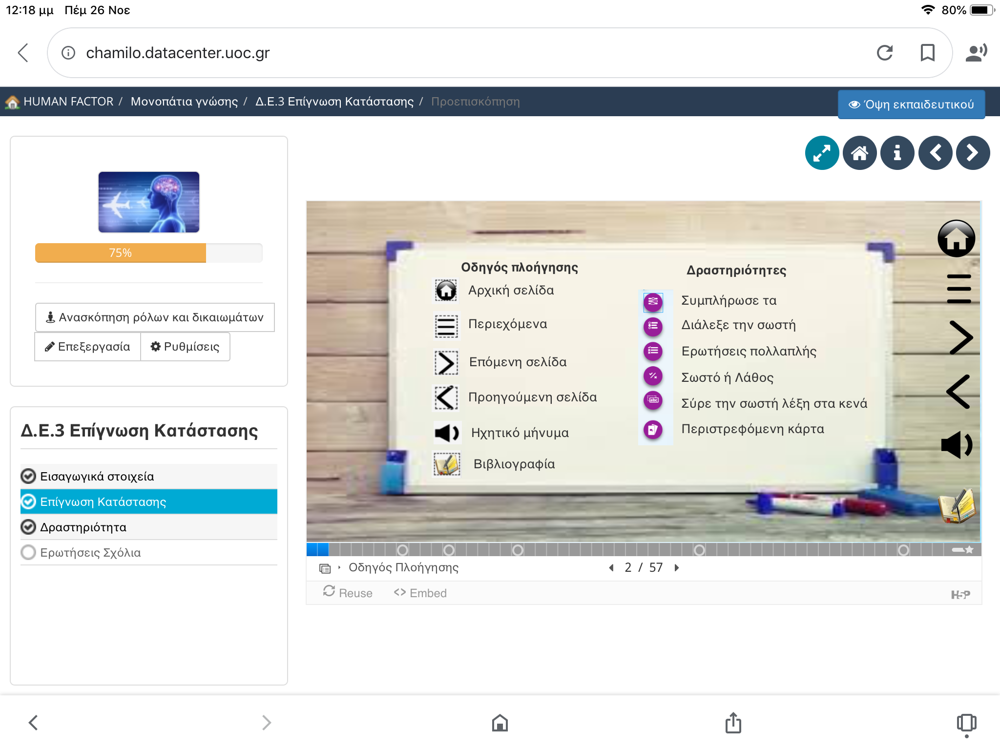 12:18 μμ Πέμ 26 Νοε
80%
chamilo.datacenter.uoc.gr
HUMAN FACTOR / Μονοπάτια γνώσης / Δ.Ε.3 Επίγνωση Κατάστασης / Προεπισκόπηση
Όψη εκπαιδευτικού
75%
Ανασκόπηση ρόλων και δικαιωμάτων
Επεξεργασία
Ρυθμίσεις
Δ.Ε.3 Επίγνωση Κατάστασης
Εισαγωγικά στοιχεία
Επίγνωση Κατάστασης
Δραστηριότητα
Ερωτήσεις Σχόλια
Οδηγός πλοήγησης
Αρχική σελίδα
Περιεχόμενα
Επόμενη σελίδα
Προηγούμενη σελίδα
Ηχητικό μήνυμα
Βιβλιογραφία
Δραστηριότητες
Συμπλήρωσε τα
Διάλεξε την σωστή
Ερωτήσεις πολλαπλής
Σωστό ή Λάθος
abc
Σύρε την σωστή λέξη στα κενά
Περιστρεφόμενη κάρτα
Οδηγός Πλοήγησης
2 / 57
Reuse
<> Embed
H5P